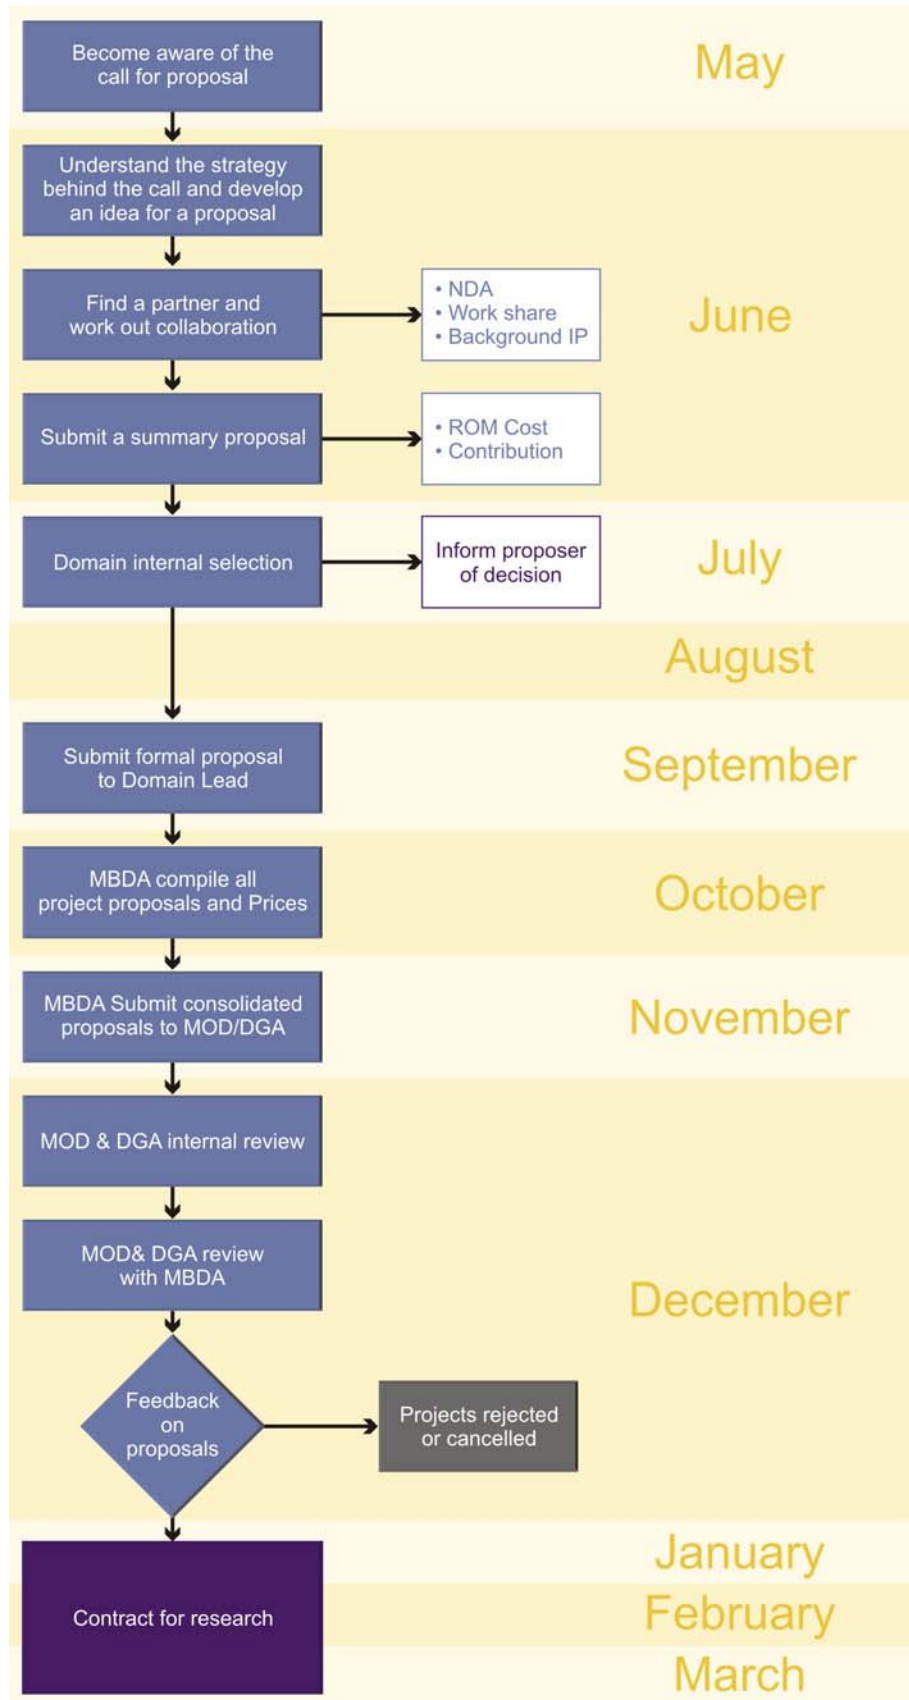 Become aware of the
call for proposal
May
Understand the strategy
behind the call and develop
an idea for a proposal
Find a partner and
work out collaboration
• NDA
• Work share
• Background IP
June
Submit a summary proposal
• ROM Cost
• Contribution
Domain internal selection
Inform proposer
of decision
July
August
Submit formal proposal
to Domain Lead
September
MBDA compile all
project proposals and Prices
October
MBDA Submit consolidated
proposals to MOD/DGA
November
MOD & DGA internal review
MOD& DGA review
with MBDA
December
Feedback
on
proposals
Projects rejected
or cancelled
January
Contract for research
February
March